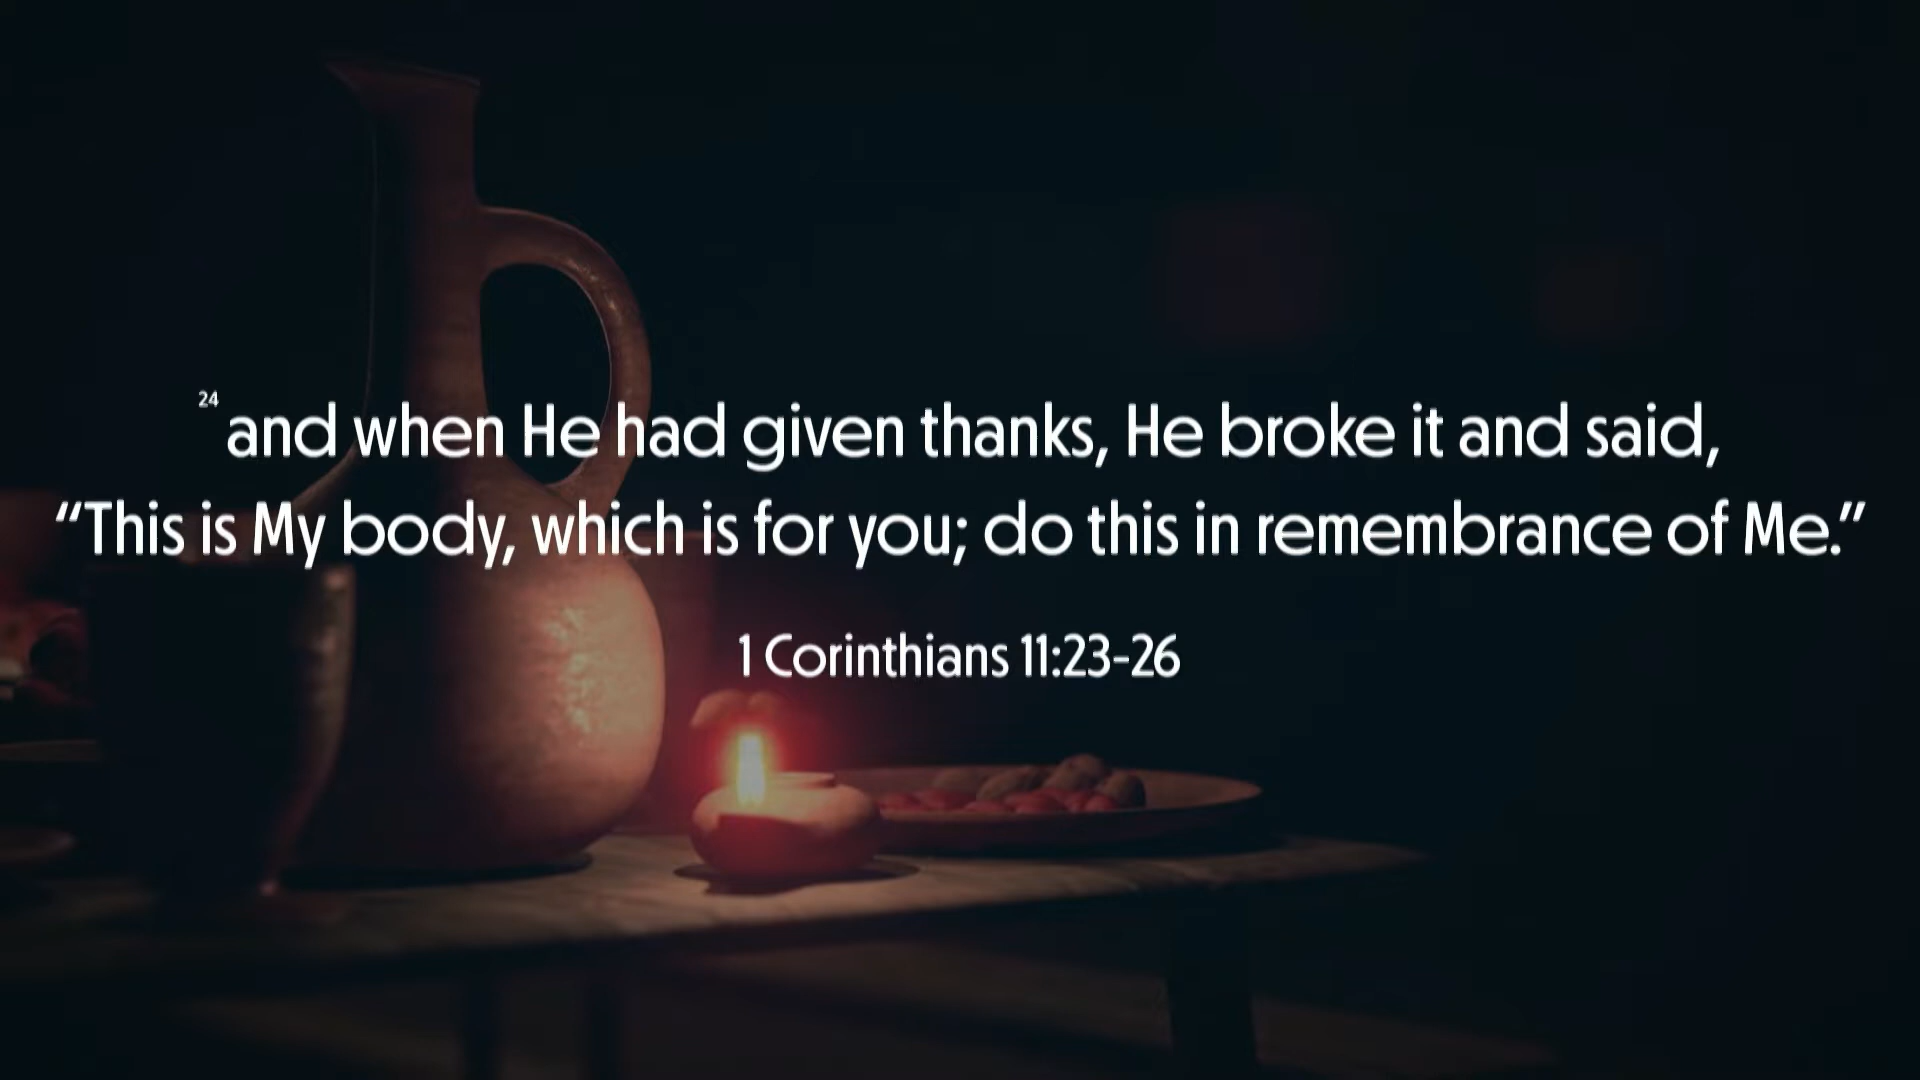 24 and when He had given thanks, He broke it and said,
“This is My body, which is for you; do this in remembrance of Me.”
1 Corinthians 11:23-26